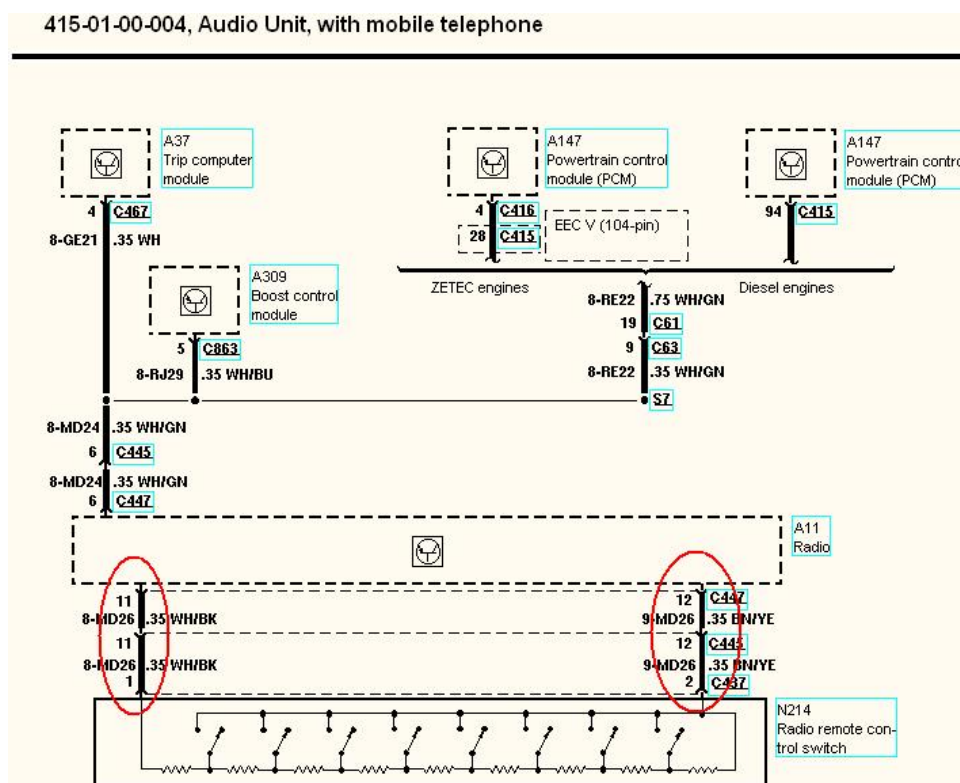 415-01-00-004, Audio Unit, with mobile telephone
A37
Trip computer
module
A147
Powertrain control
module (PCM)
A147
Powertrain contro
module (PCM)
4 C467
4 C416
94 C415
28 C415
EEC V (104-pin)
8-GE21 .35 WH
A309
Boost control
module
ZETEC engines
Diesel engines
8-RE22 .75 WH/GN
19 C61
5 C863
9 C63
8-RJ29 .35 WH/BU
8-RE22 .35 WH/GN
S7
8-MD24 .35 WH/GN
6 C445
8-MD24 .35 WH/GN
6 C447
A11
Radio
11
12 C447
8-MD26 .35 WH/BK
9-MD26 .35 BN/YE
11
12 C445
8-MD26 .35 WH/BK
9-MD26 .35 BN/YE
1
2 C437
N214
Radio remote con-
trol switch